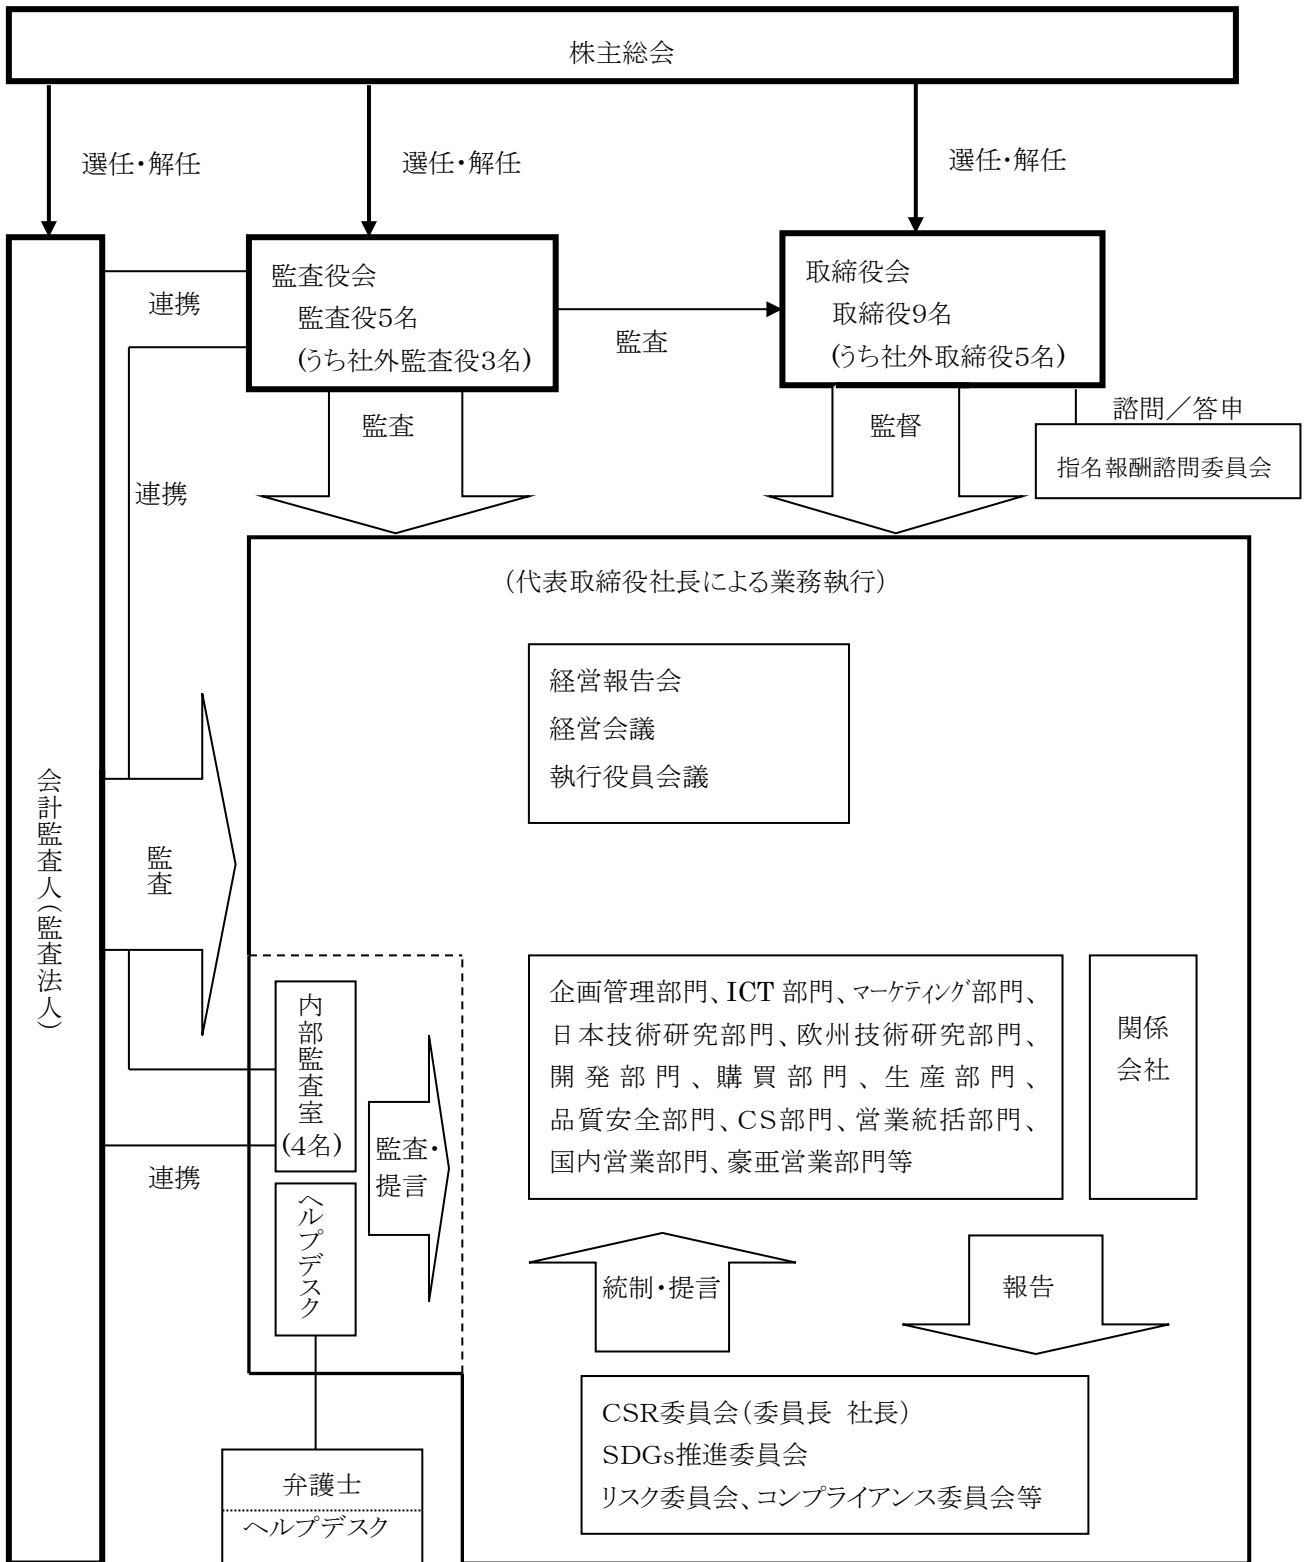 株主総会
選任・解任
選任・解任
選任・解任
監査役会
監査役5名
(うち社外監査役3名)
取締役会
取締役9名
(うち社外取締役5名)
連携
監査
監査
監督
諮問／答申
指名報酬諮問委員会
連携
(代表取締役社長による業務執行)
経営報告会
経営会議
執行役員会議
会計監査人(監査法人)
監査
内部監査室
(4名)
監査・
提言
企画管理部門、ICT 部門、マーケティング部門、
日本技術研究部門、欧州技術研究部門、
開発部門、購買部門、生産部門、
品質安全部門、CS部門、営業統括部門、
国内営業部門、豪亜営業部門等
関係
会社
連携
ヘルプデスク
統制・提言
報告
CSR委員会(委員長 社長)
SDGs推進委員会
リスク委員会、コンプライアンス委員会等
弁護士
ヘルプデスク